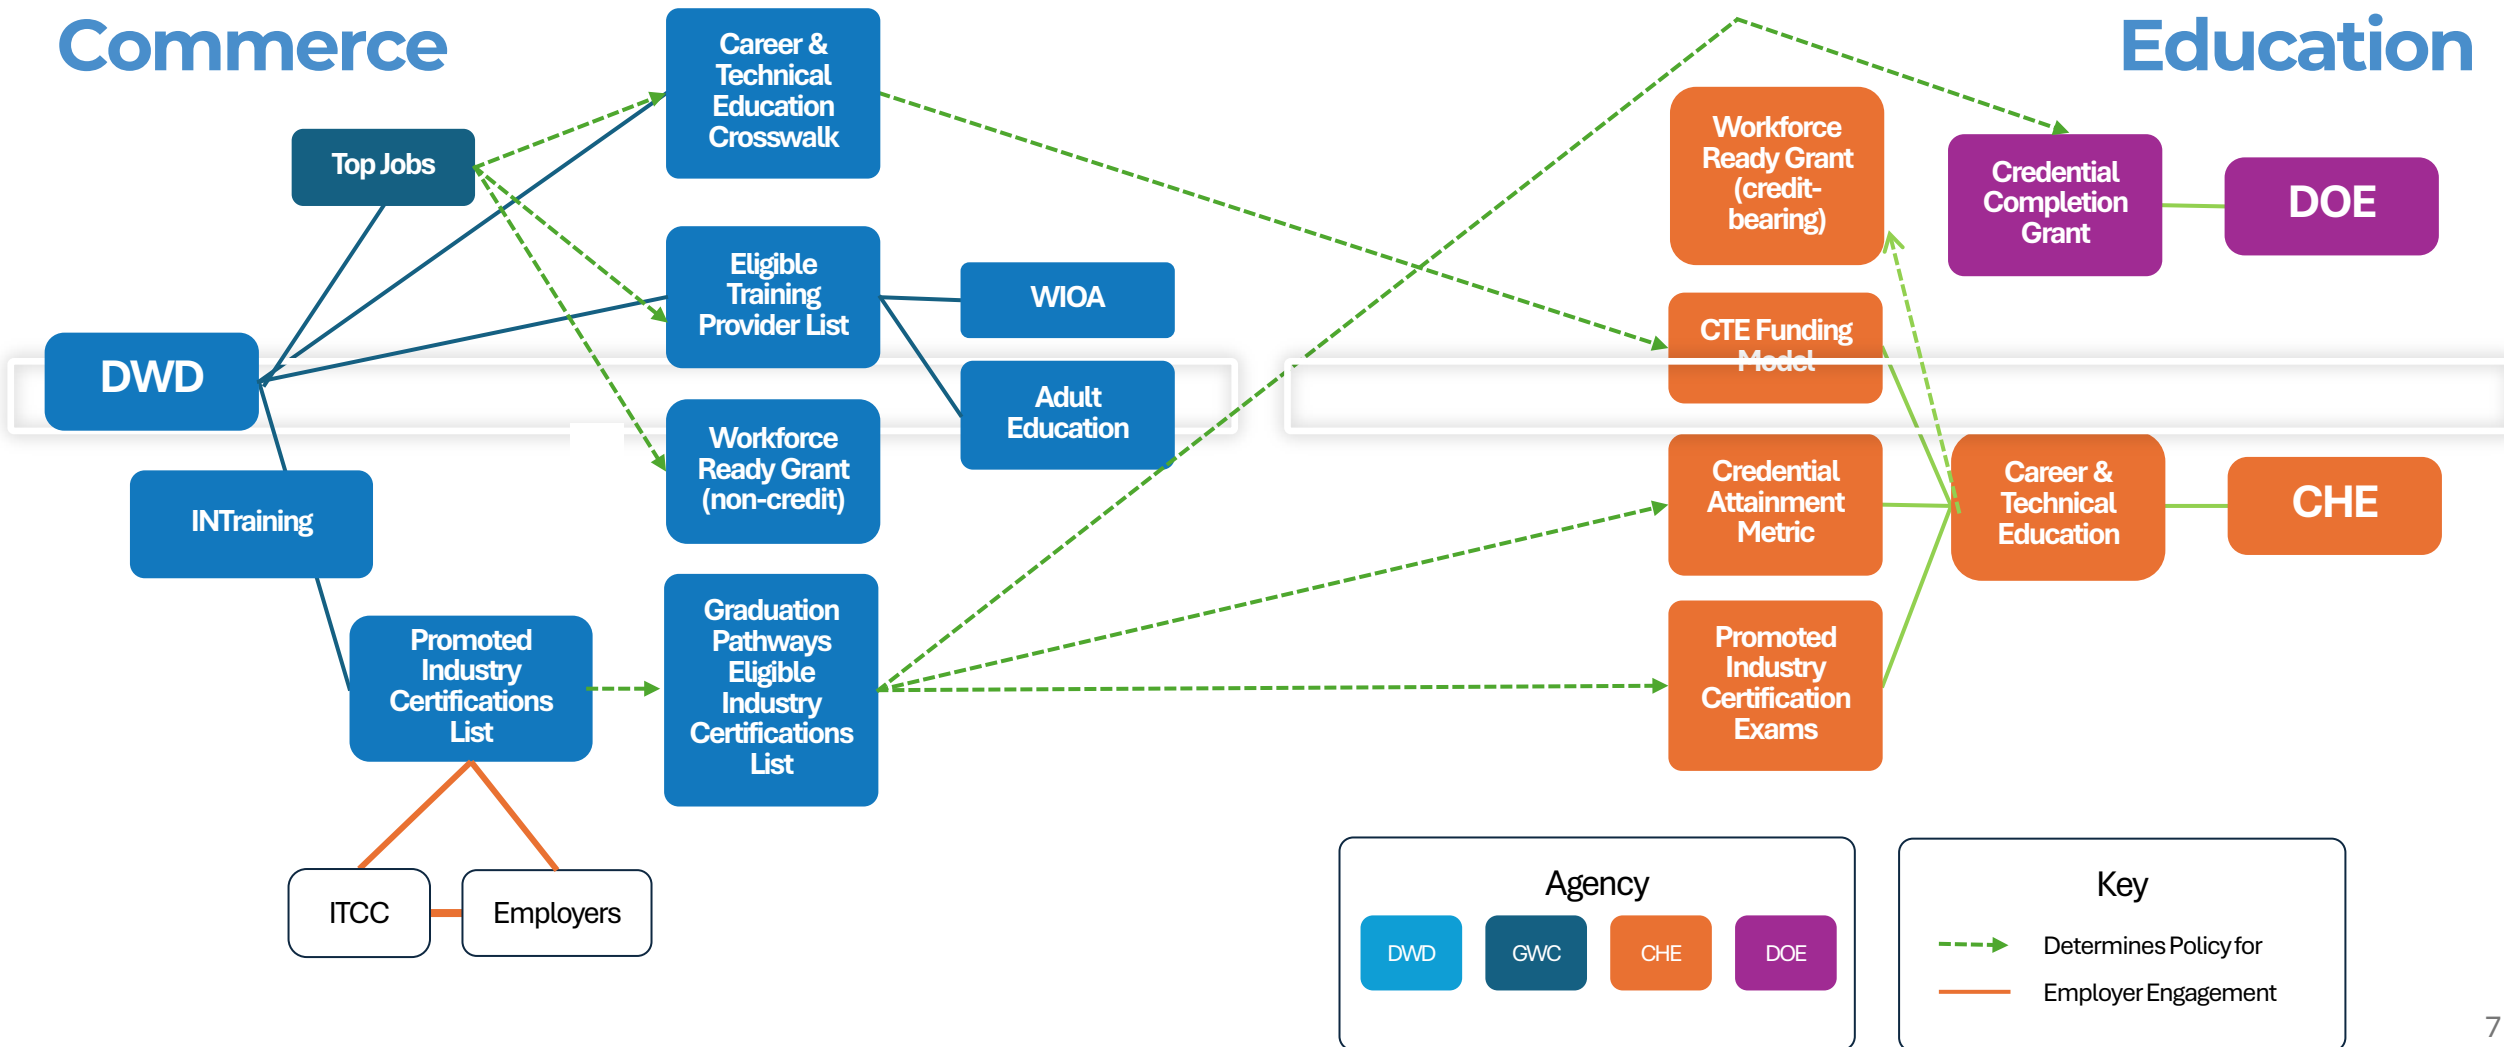 Commerce
Education
Career &
Technical
Education
Crosswalk
Top Jobs
Workforce
Ready Grant
(credit-
bearing)
Credential
Completion
Grant
DOE
Eligible
Training
Provider List
WIOA
CTE Funding
Model
DWD
Adult
Education
Workforce
Ready Grant
(non-credit)
Credential
Attainment
Metric
Career &
Technical
Education
CHE
INTraining
Promoted
Industry
Certifications
List
Graduation
Pathways
Eligible
Industry
Certifications
List
Promoted
Industry
Certification
Exams
ITCC
Employers
Agency
DWD
GWC
CHE
DOE
Key
Determines Policy for
Employer Engagement
7